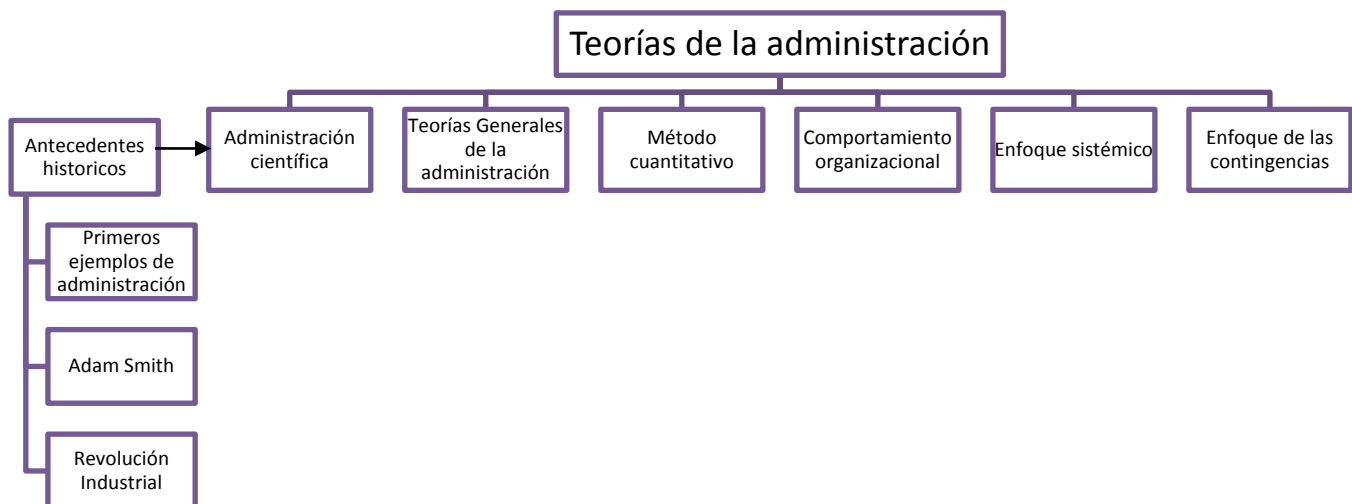 Teorías de la administración
Antecedentes
historicos
Administración
científica
Teorías Generales
de la
administración
Método
cuantitativo
Comportamiento
organizacional
Enfoque sistémico
Enfoque de las
contingencias
Primeros
ejemplos de
administración
Adam Smith
Revolución
Industrial